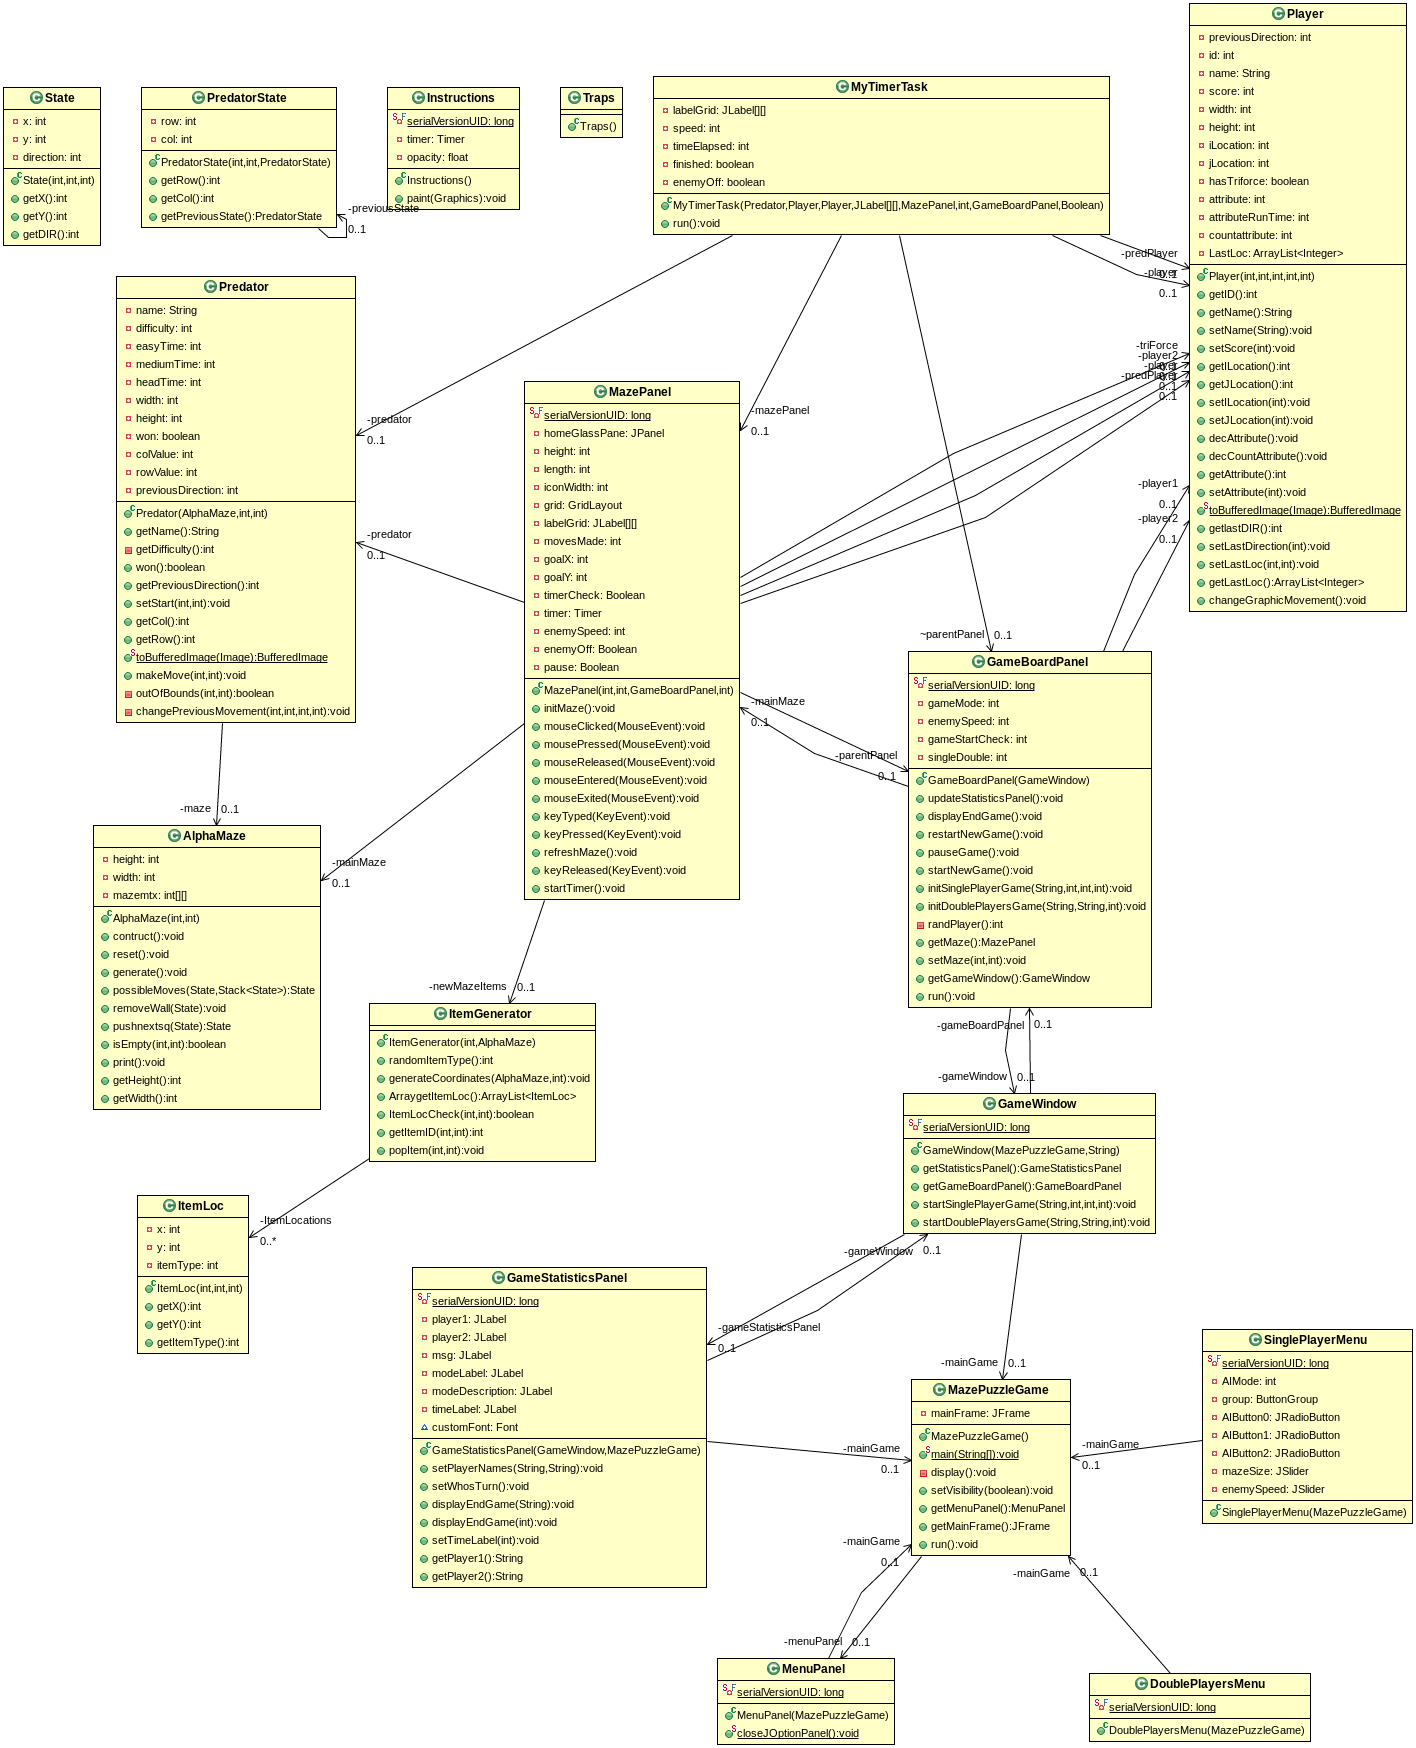 State
x: int
y: int
direction: int
State(int,int,int)
getX():int
getY():int
getDIR():int
PredatorState
row: int
col: int
PredatorState(int,int,PredatorState)
getRow():int
getCol():int
getPreviousState():PredatorState
-previousState
0..1
Instructions
serialVersionUID: long
timer: Timer
opacity: float
Instructions()
paint(Graphics):void
Traps
Traps()
MyTimerTask
labelGrid: JLabel[][]
speed: int
timeElapsed: int
finished: boolean
enemyOff: boolean
MyTimerTask(Predator,Player,Player,JLabel[][],MazePanel,int,GameBoardPanel,Boolean)
run():void
-predPlayer
0..1
-player
0..1
Player
previousDirection: int
id: int
name: String
score: int
width: int
height: int
iLocation: int
jLocation: int
hasTriforce: boolean
attribute: int
attributeRunTime: int
countattribute: int
LastLoc: ArrayList<Integer>
Player(int,int,int,int,int)
getID():int
getName():String
setName(String):void
setScore(int):void
getILocation():int
getJLocation():int
setILocation(int):void
setJLocation(int):void
decAttribute():void
decCountAttribute():void
getAttribute():int
setAttribute(int):void
toBufferedImage(Image):BufferedImage
getlastDIR():int
setLastDirection(int):void
setLastLoc(int,int):void
getLastLoc():ArrayList<Integer>
changeGraphicMovement():void
Predator
name: String
difficulty: int
easyTime: int
mediumTime: int
headTime: int
width: int
height: int
won: boolean
colValue: int
rowValue: int
previousDirection: int
Predator(AlphaMaze,int,int)
getName():String
getDifficulty():int
won():boolean
getPreviousDirection():int
setStart(int,int):void
getCol():int
getRow():int
toBufferedImage(Image):BufferedImage
makeMove(int,int):void
outOfBounds(int,int):boolean
changePreviousMovement(int,int,int,int):void
-predator
0..1
-predator
0..1
MazePanel
serialVersionUID: long
homeGlassPane: JPanel
height: int
length: int
iconWidth: int
grid: GridLayout
labelGrid: JLabel[][]
movesMade: int
goalX: int
goalY: int
timerCheck: Boolean
timer: Timer
enemySpeed: int
enemyOff: Boolean
pause: Boolean
MazePanel(int,int,GameBoardPanel,int)
initMaze():void
mouseClicked(MouseEvent):void
mousePressed(MouseEvent):void
mouseReleased(MouseEvent):void
mouseEntered(MouseEvent):void
mouseExited(MouseEvent):void
keyTyped(KeyEvent):void
keyPressed(KeyEvent):void
refreshMaze():void
keyReleased(KeyEvent):void
startTimer():void
-mazePanel
0..1
-triForce
-player2
-player
0..1
-predPlayer
0..1
0..1
-player1
0..1
-player2
0..1
~parentPanel
0..1
GameBoardPanel
serialVersionUID: long
gameMode: int
enemySpeed: int
gameStartCheck: int
singleDouble: int
GameBoardPanel(GameWindow)
updateStatisticsPanel():void
displayEndGame():void
restartNewGame():void
pauseGame():void
startNewGame():void
initSinglePlayerGame(String,int,int,int):void
initDoublePlayersGame(String,String,int):void
randPlayer():int
getMaze():MazePanel
setMaze(int,int):void
getGameWindow():GameWindow
run():void
-mainMaze
0..1
-parentPanel
0..1
-maze
0..1
AlphaMaze
height: int
width: int
mazemtx: int[][]
AlphaMaze(int,int)
contruct():void
reset():void
generate():void
possibleMoves(State,Stack<State>):State
removeWall(State):void
pushnextsq(State):State
isEmpty(int,int):boolean
print():void
getHeight():int
getWidth():int
-mainMaze
0..1
-newMazeItems
0..1
ItemGenerator
ItemGenerator(int,AlphaMaze)
randomItemType():int
generateCoordinates(AlphaMaze,int):void
ArraygetItemLoc():ArrayList<ItemLoc>
ItemLocCheck(int,int):boolean
getItemID(int,int):int
popItem(int,int):void
-gameBoardPanel
0..1
-gameWindow
0..1
GameWindow
serialVersionUID: long
GameWindow(MazePuzzleGame,String)
getStatisticsPanel():GameStatisticsPanel
getGameBoardPanel():GameBoardPanel
startSinglePlayerGame(String,int,int,int):void
startDoublePlayersGame(String,String,int):void
ItemLoc
x: int
y: int
itemType: int
ItemLoc(int,int,int)
getX():int
getY():int
getItemType():int
-ItemLocations
0..*
-gameWindow
0..1
GameStatisticsPanel
serialVersionUID: long
player1: JLabel
player2: JLabel
msg: JLabel
modeLabel: JLabel
modeDescription: JLabel
timeLabel: JLabel
customFont: Font
GameStatisticsPanel(GameWindow,MazePuzzleGame)
setPlayerNames(String,String):void
setWhosTurn():void
displayEndGame(String):void
displayEndGame(int):void
setTimeLabel(int):void
getPlayer1():String
getPlayer2():String
-gameStatisticsPanel
0..1
-mainGame
0..1
MazePuzzleGame
mainFrame: JFrame
MazePuzzleGame()
main(String[]):void
display():void
setVisibility(boolean):void
getMenuPanel():MenuPanel
getMainFrame():JFrame
run():void
-mainGame
0..1
-mainGame
0..1
SinglePlayerMenu
serialVersionUID: long
AIMode: int
group: ButtonGroup
AIButton0: JRadioButton
AIButton1: JRadioButton
AIButton2: JRadioButton
mazeSize: JSlider
enemySpeed: JSlider
SinglePlayerMenu(MazePuzzleGame)
-mainGame
0..1
-mainGame
0..1
-menuPanel
0..1
MenuPanel
serialVersionUID: long
MenuPanel(MazePuzzleGame)
closeJOptionPanel():void
DoublePlayersMenu
serialVersionUID: long
DoublePlayersMenu(MazePuzzleGame)